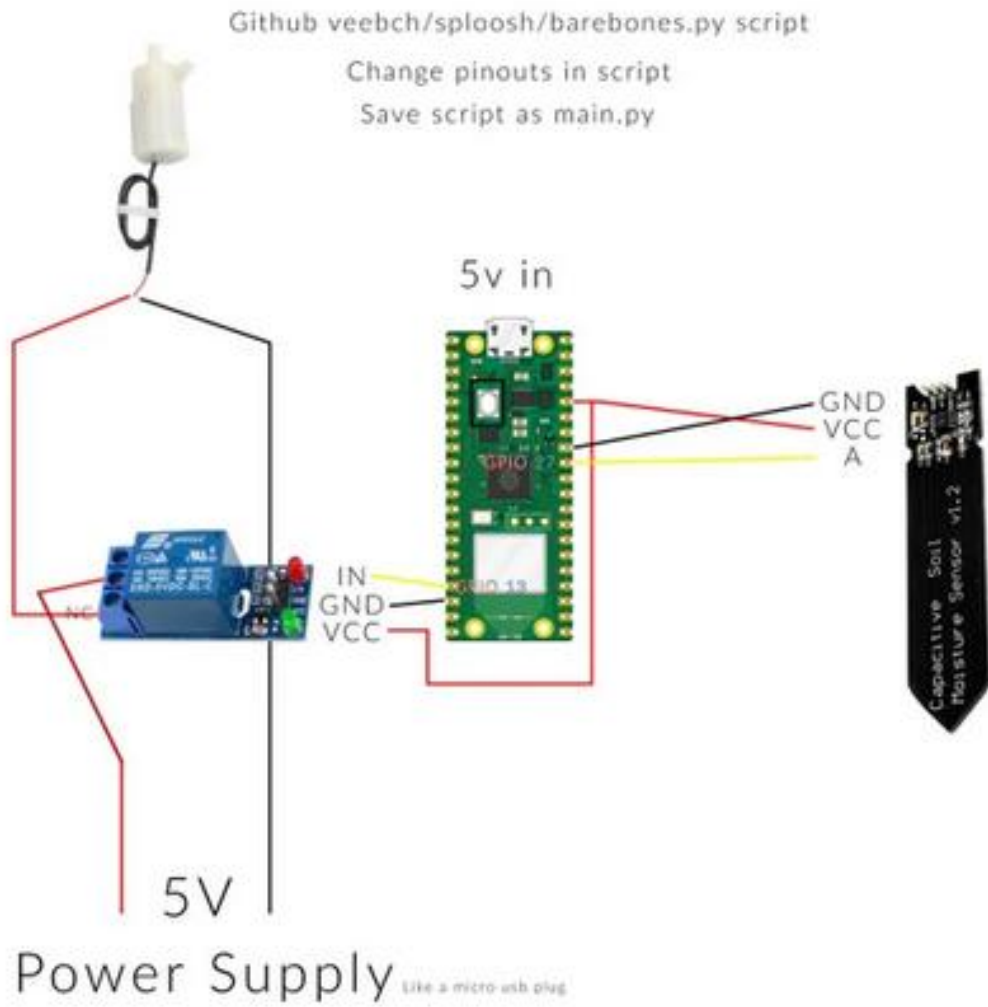 Github veebch/sploosh/barebones.py script
Change pinouts in script
Save script as main.py
5v in
GND
VCC
A
GPIO 27
IN
GPIO 13
GND
VCC
NC
Capacitive Soil
Moisture Sensor v1.2
5V
Power Supply Like a micro usb plug